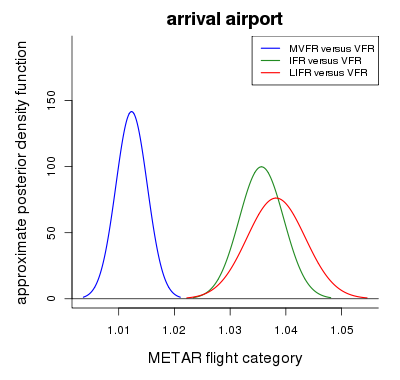 arrival airport
MVFR versus VFR
IFR versus VFR
LIFR versus VFR
approximate posterior density function
150
100
50
0
1.01 1.02 1.03 1.04 1.05
METAR flight category